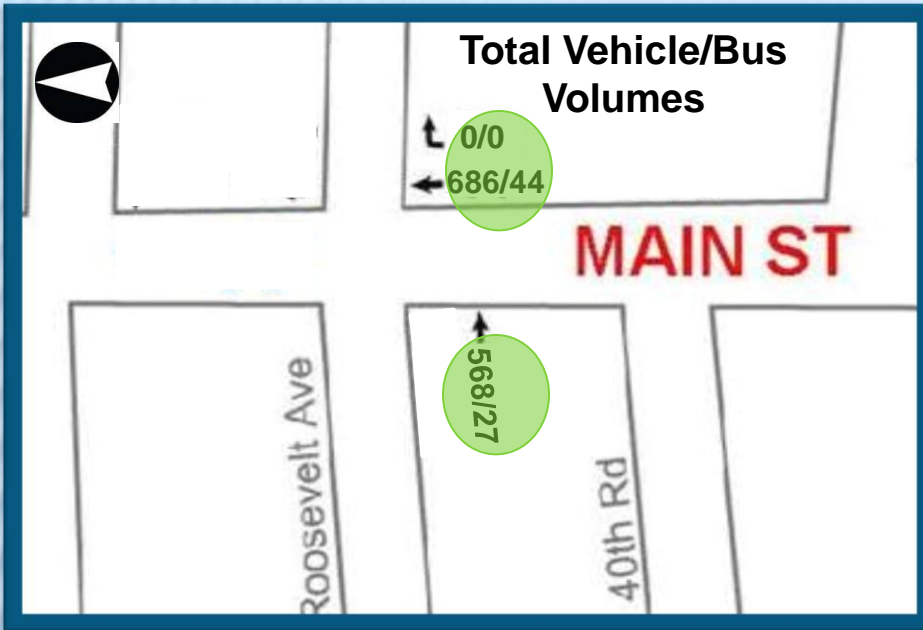 Total Vehicle/Bus
Volumes
0/0
686/44
MAIN ST
568/27
Roosevelt Ave
40th Rd